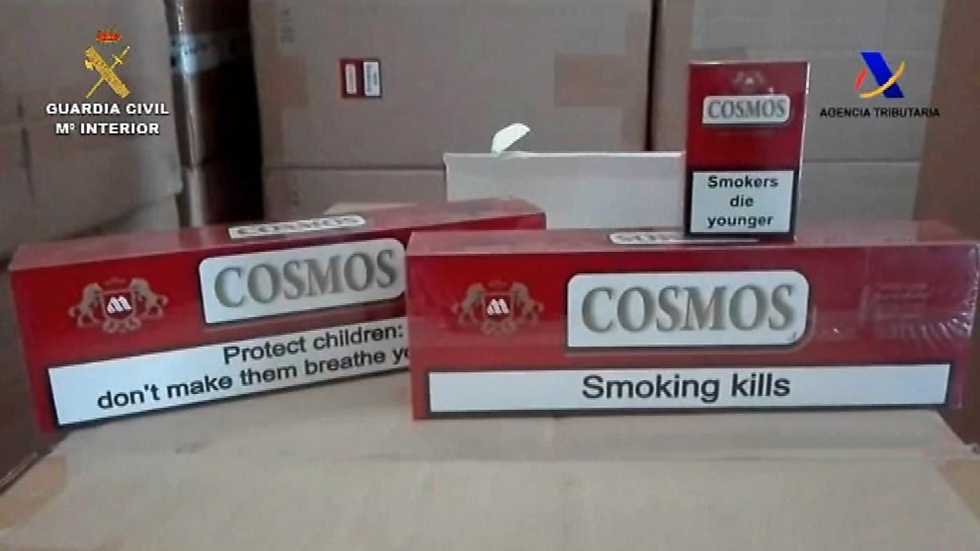 GUARDIA CIVIL
Mº INTERIOR
AGENCIA TRIBUTARIA
COSMOS
Smokers
die
younger
COSMOS
COSMOS
Protect children:
don't make them breathe
COSMOS
Smoking kills